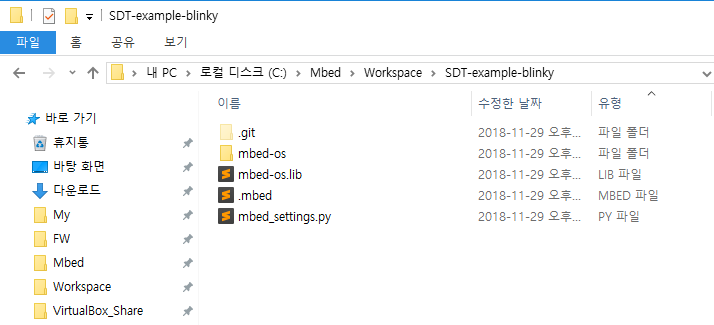 SDT-example-blinky
파일 홈 공유 보기
내 PC > 로컬 디스크 (C:) > Mbed > Workspace > SDT-example-blinky
바로 가기
휴지통
바탕 화면
다운로드
My
FW
Mbed
Workspace
VirtualBox_Share
이름 수정한 날짜 유형
.git 2018-11-29 오후... 파일 폴더
mbed-os 2018-11-29 오후... 파일 폴더
mbed-os.lib 2018-11-29 오후... LIB 파일
.mbed 2018-11-29 오후... MBED 파일
mbed_settings.py 2018-11-29 오후... PY 파일